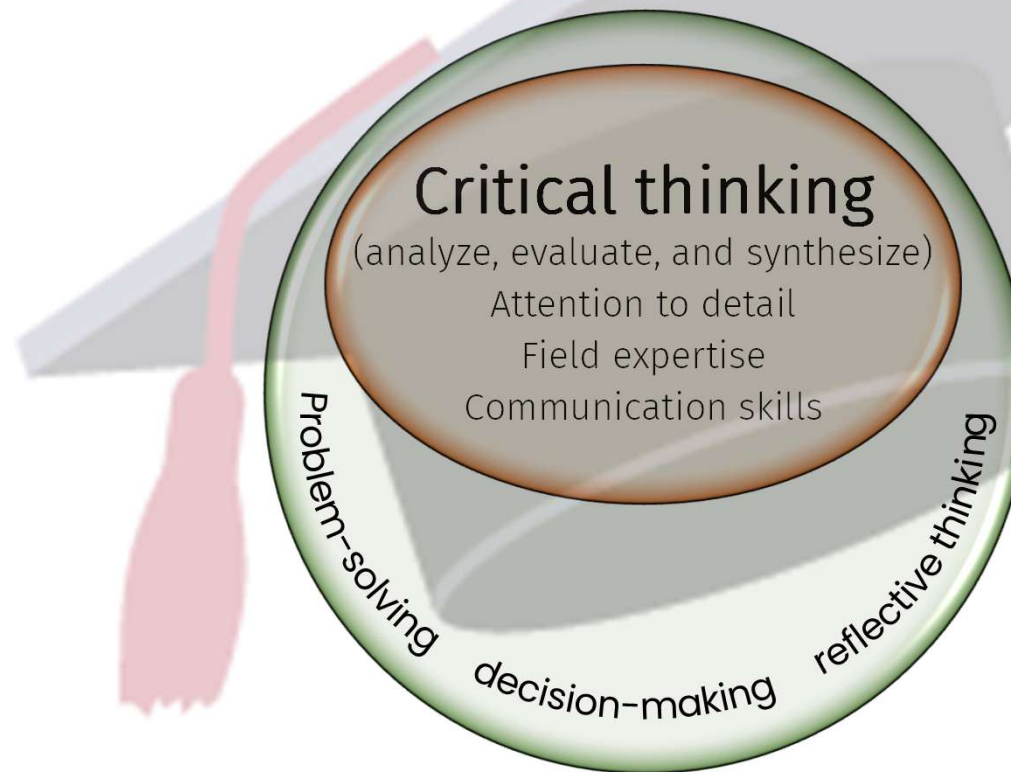 Critical thinking
(analyze, evaluate, and synthesize)
Attention to detail
Field expertise
Communication skills
Problem-solving
decision-making
reflective thinking